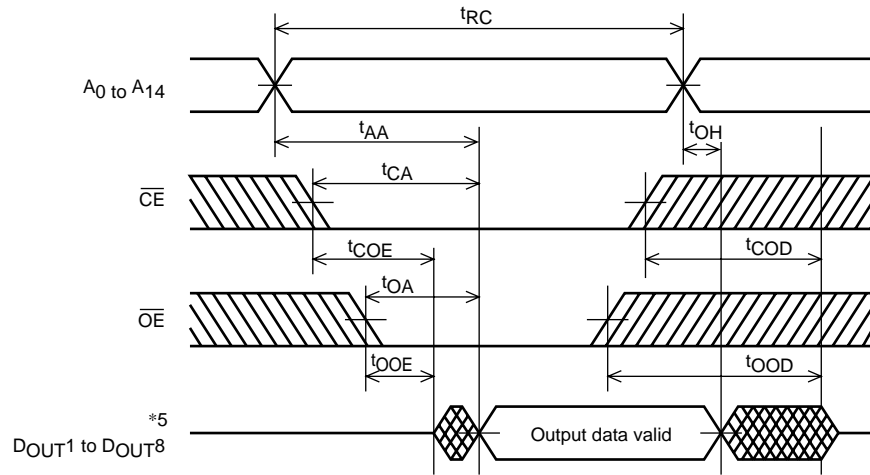 tRC
A0 to A14
tAA
tOH
tCA
CE
tCOE
tCOD
tOA
OE
tOOE
tOOD
*5
DOUT1 to DOUT8
Output data valid